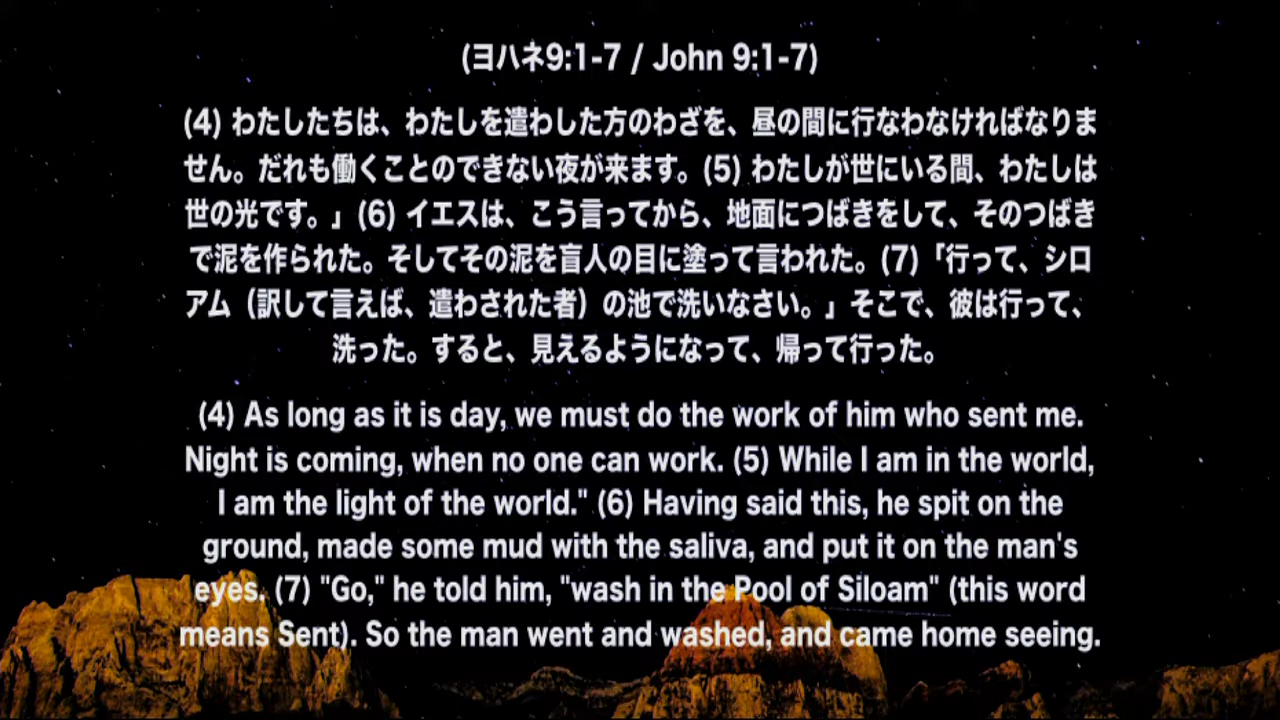 (ヨハネ9:1-7 / John 9:1-7)
(4) わたしたちは、わたしを遣わした方のわざを、昼の間に行なわなければなりま
せん。だれも働くことのできない夜が来ます。(5) わたしが世にいる間、わたしは
世の光です。」(6) イエスは、こう言ってから、地面につばきをして、そのつばき
で泥を作られた。そしてその泥を盲人の目に塗って言われた。(7)「行って、シロ
アム（訳して言えば、遣わされた者）の池で洗いなさい。」そこで、彼は行って、
洗った。すると、見えるようになって、帰って行った。
(4) As long as it is day, we must do the work of him who sent me.
Night is coming, when no one can work. (5) While I am in the world,
I am the light of the world." (6) Having said this, he spit on the
ground, made some mud with the saliva, and put it on the man's
eyes. (7) "Go," he told him, "wash in the Pool of Siloam" (this word
means Sent). So the man went and washed, and came home seeing.